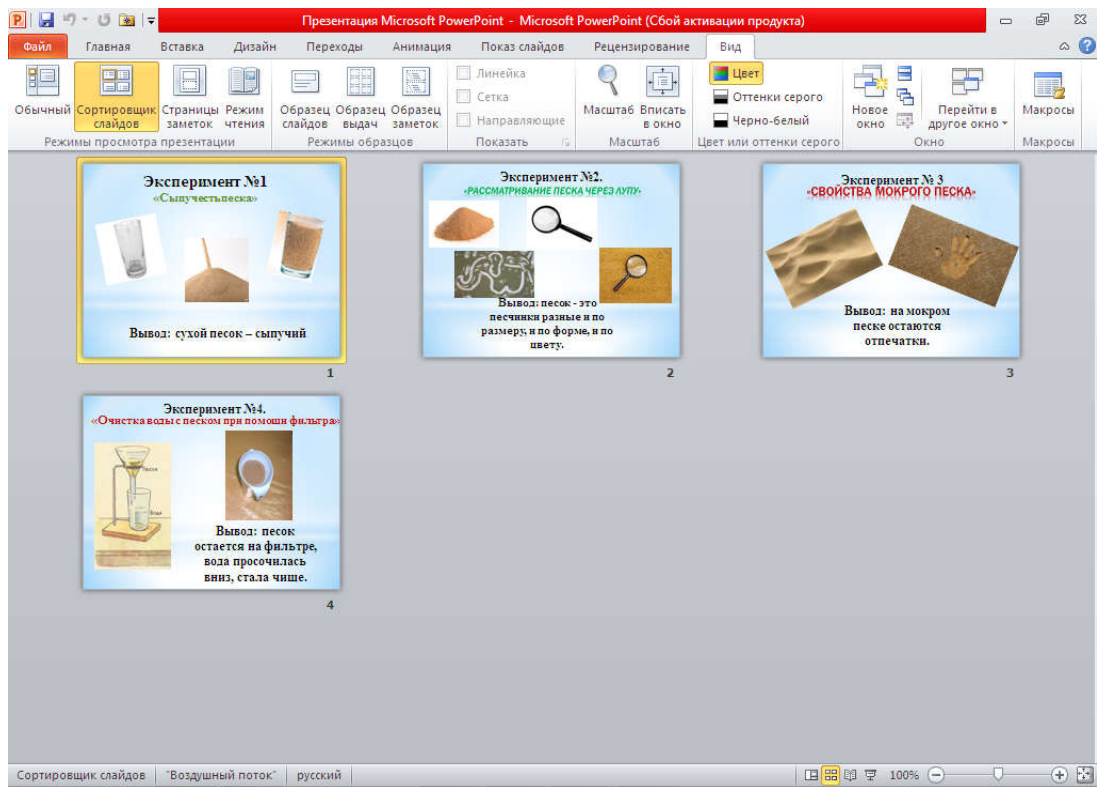 Презентация Microsoft PowerPoint - Microsoft PowerPoint (Сбой активации продукта)
Файл Главная Вставка Дизайн Переходы Анимация Показ слайдов Рецензирование Вид
Обычный Сортировщик слайдов Страницы заметок Режим чтения
Режимы просмотра презентации
Образец слайдов Образец выдач Образец заметок
Режимы образцов
Линейка
Сетка
Направляющие
Показать
Масштаб Вписать в окно
Масштаб
Цвет
Оттенки серого
Черно-белый
Цвет или оттенки серого
Новое окно
Перейти в другое окно
Окно
Макросы
Макросы
Эксперимент №1
«Сыпучестьпеска»
Вывод: сухой песок – сыпучий
1
Эксперимент №2.
«РАССМАТРИВАНИЕ ПЕСКА ЧЕРЕЗ ЛУПУ»
Вывод: песок - это
песчинки разные и по
размеру, и по форме, и по
цвету.
2
Эксперимент № 3
«СВОЙСТВА МОКРОГО ПЕСКА»
Вывод: на мокром
песке остаются
отпечатки.
3
Эксперимент №4.
«Очистка воды с песком при помощи фильтра»
Песок
Вода
Вывод: песок
остается на фильтре,
вода просочилась
вниз, стала чище.
4
Сортировщик слайдов "Воздушный поток" русский 100%